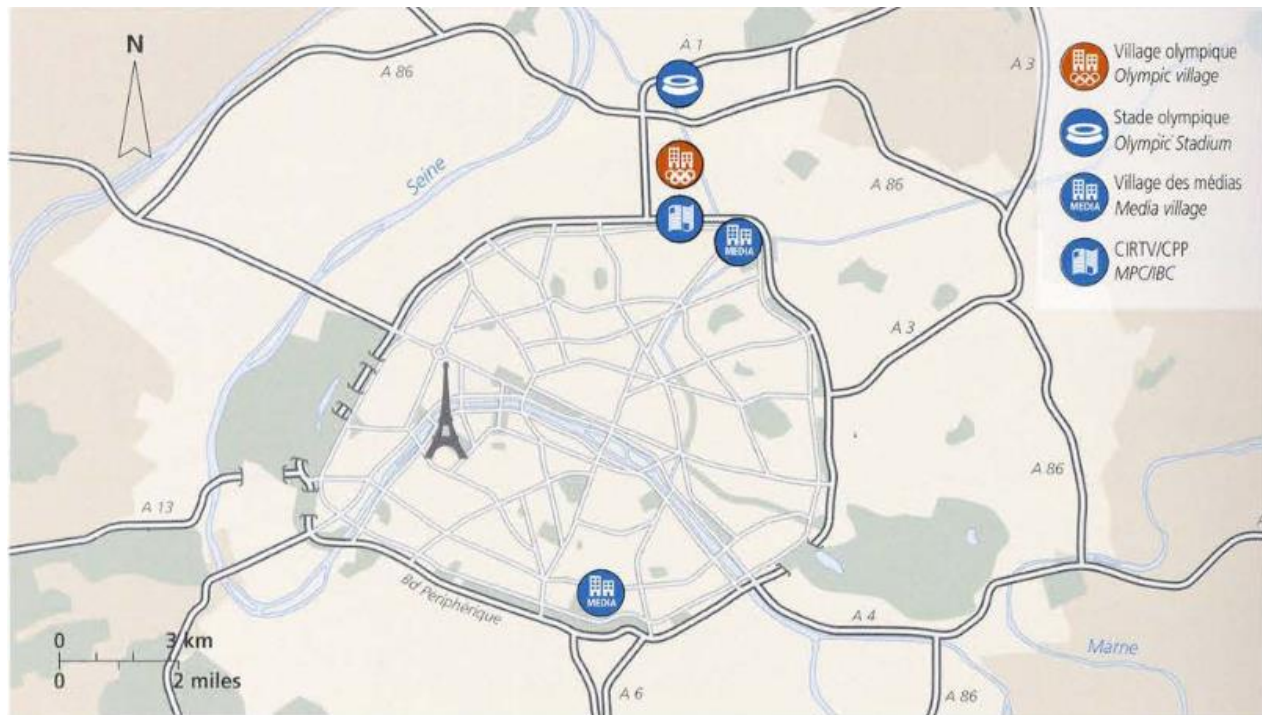 N
A 1
A 3
A 86
Seine
A 86
A 3
A 13
A 86
Bd Périphérique
A 4
Marne
A 6
A 86
0 3 km
0 2 miles
MEDIA
MEDIA
Village olympique
Olympic village
Stade olympique
Olympic Stadium
MEDIA
Village des médias
Media village
CIRTV/CPP
MPC/IBC